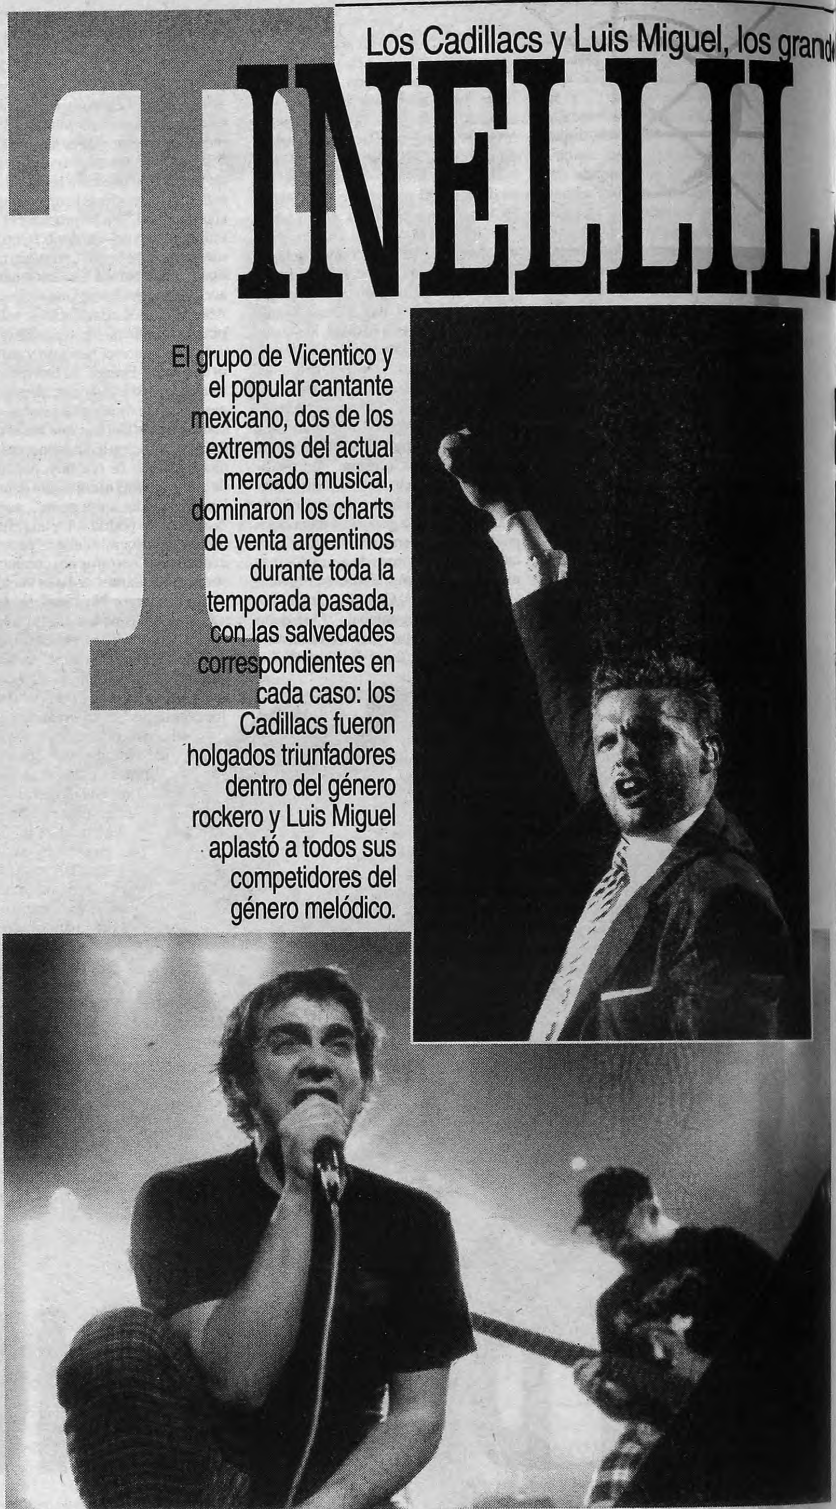 Los Cadillacs y Luis Miguel, los
TINELLIL
El grupo de Vicentico y
el popular cantante
mexicano, dos de los
extremos del actual
mercado musical,
dominaron los charts
de venta argentinos
durante toda la
temporada pasada,
con las salvedades
correspondientes en
cada caso: los
Cadillacs fueron
holgados triunfadores
dentro del género
rockero y Luis Miguel
aplastó a todos sus
competidores del
género melódico.